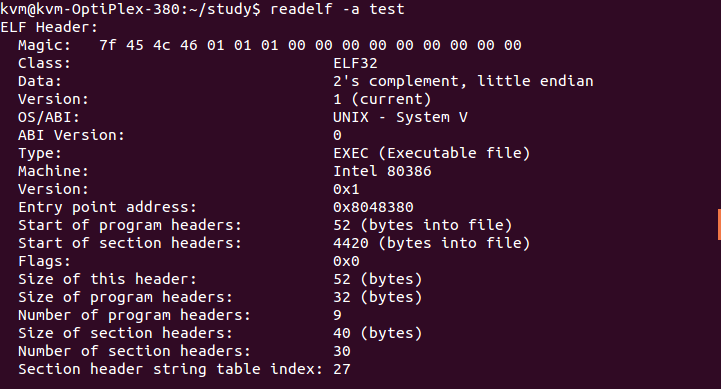 kvm@kvm-OptiPlex-380:~/study$ readelf -a test
ELF Header:
  Magic:   7f 45 4c 46 01 01 01 00 00 00 00 00 00 00 00 00
  Class:                             ELF32
  Data:                              2's complement, little endian
  Version:                           1 (current)
  OS/ABI:                            UNIX - System V
  ABI Version:                       0
  Type:                              EXEC (Executable file)
  Machine:                           Intel 80386
  Version:                           0x1
  Entry point address:               0x8048380
  Start of program headers:          52 (bytes into file)
  Start of section headers:          4420 (bytes into file)
  Flags:                             0x0
  Size of this header:               52 (bytes)
  Size of program headers:           32 (bytes)
  Number of program headers:         9
  Size of section headers:           40 (bytes)
  Number of section headers:         30
  Section header string table index: 27